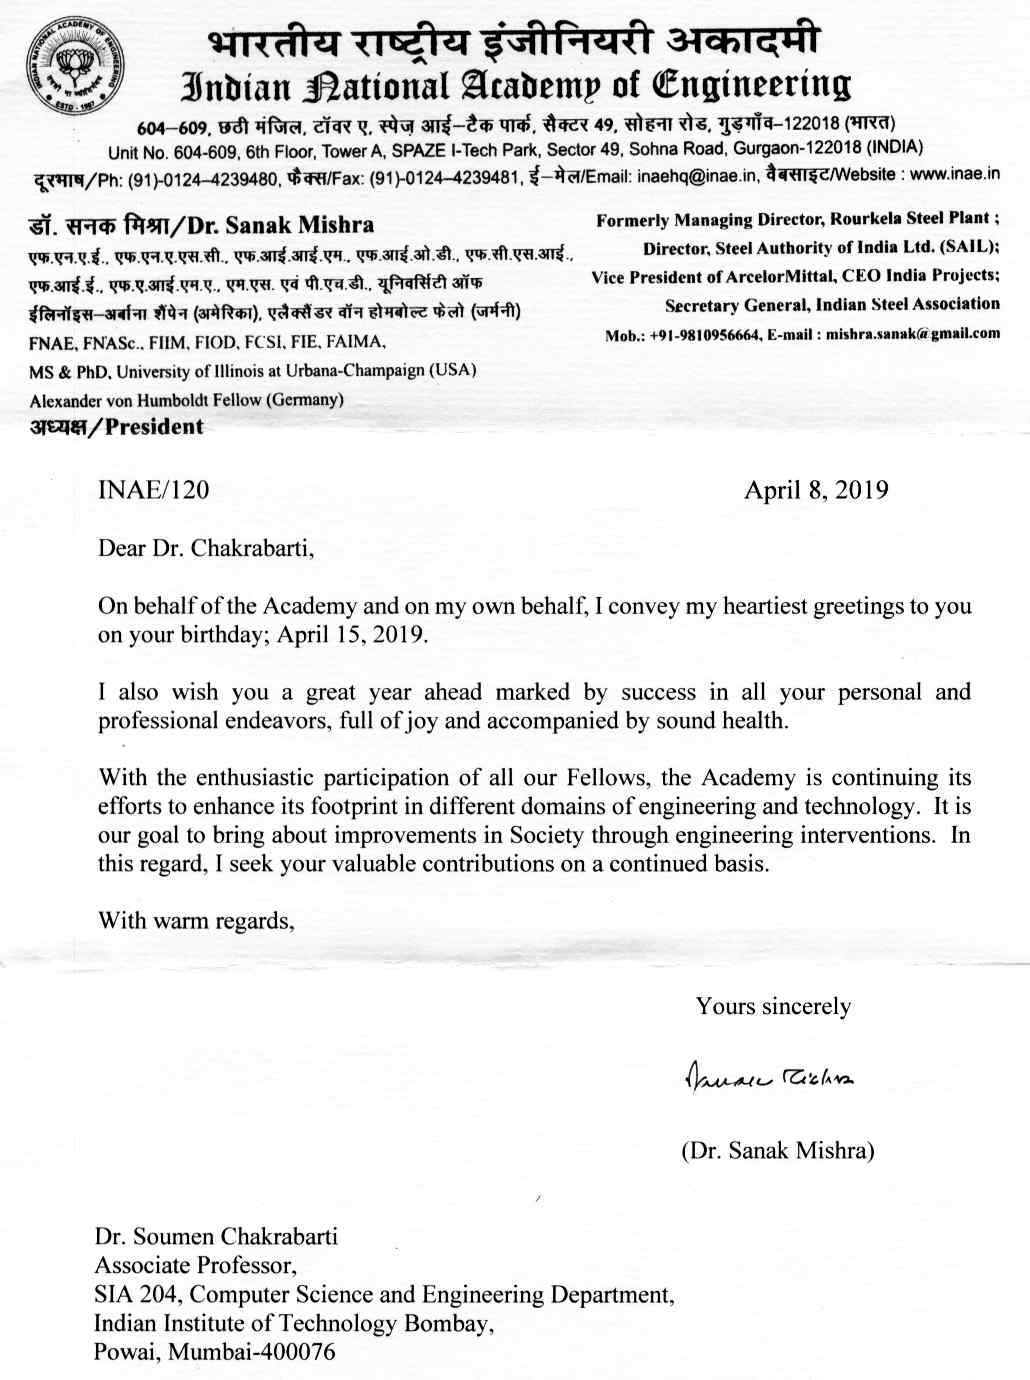 भारतीय राष्ट्रीय इंजीनियरी अकादमी
Indian National Academy of Engineering
604–609, छठी मंजिल, टॉवर ए, स्पेज़ आई–टैक पार्क, सैक्टर 49, सोहना रोड, गुड़गाँव–122018 (भारत)
Unit No. 604-609, 6th Floor, Tower A, SPAZE I-Tech Park, Sector 49, Sohna Road, Gurgaon-122018 (INDIA)
दूरभाष/Ph: (91)-0124–4239480, फैक्स/Fax: (91)-0124–4239481, ई–मेल/Email: inaehq@inae.in, वैबसाइट/Website : www.inae.in
डॉ. सनक मिश्रा/Dr. Sanak Mishra
एफ.एन.ए.ई., एफ.एन.ए.एस.सी., एफ.आई.आई.एम., एफ.आई.ओ.डी., एफ.सी.एस.आई.,
एफ.आई.ई., एफ.ए.आई.एम.ए., एम.एस. एवं पी.एच.डी., यूनिवर्सिटी ऑफ
ईलिनॉइस–अर्बाना शैंपेन (अमेरिका), एलैक्सैंडर वॉन होमबोल्ट फेलो (जर्मनी)
FNAE, FNASc., FIIM, FIOD, FCSI, FIE, FAIMA,
MS & PhD, University of Illinois at Urbana-Champaign (USA)
Alexander von Humboldt Fellow (Germany)
अध्यक्ष/President
Formerly Managing Director, Rourkela Steel Plant ;
Director, Steel Authority of India Ltd. (SAIL);
Vice President of ArcelorMittal, CEO India Projects;
Secretary General, Indian Steel Association
Mob.: +91-9810956664, E-mail : mishra.sanak@gmail.com
INAE/120 April 8, 2019
Dear Dr. Chakrabarti,
On behalf of the Academy and on my own behalf, I convey my heartiest greetings to you
on your birthday; April 15, 2019.
I also wish you a great year ahead marked by success in all your personal and
professional endeavors, full of joy and accompanied by sound health.
With the enthusiastic participation of all our Fellows, the Academy is continuing its
efforts to enhance its footprint in different domains of engineering and technology. It is
our goal to bring about improvements in Society through engineering interventions. In
this regard, I seek your valuable contributions on a continued basis.
With warm regards,
Yours sincerely
Sanak Mishra
(Dr. Sanak Mishra)
Dr. Soumen Chakrabarti
Associate Professor,
SIA 204, Computer Science and Engineering Department,
Indian Institute of Technology Bombay,
Powai, Mumbai-400076